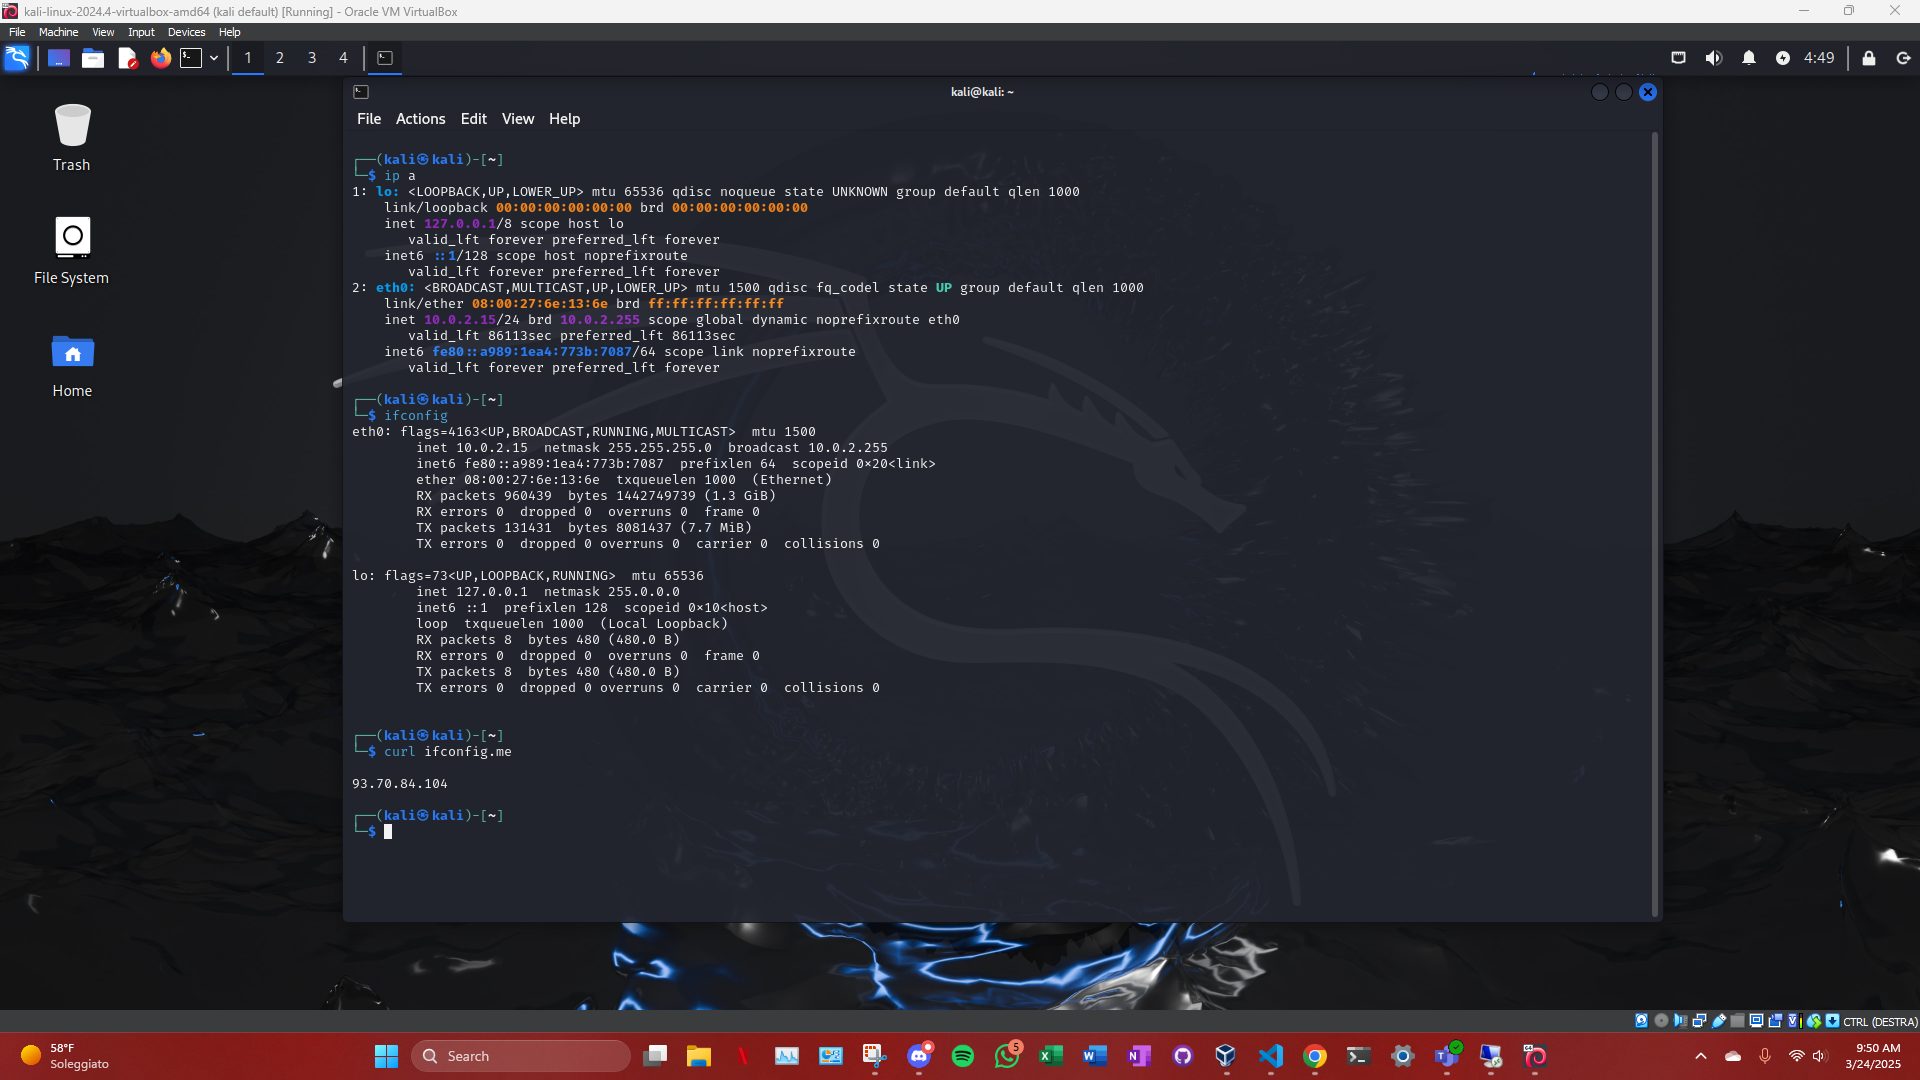 kali-linux-2024.4-virtualbox-amd64 (kali default) [Running] - Oracle VM VirtualBox
File Machine View Input Devices Help
1 2 3 4
4:49
kali@kali: ~
File Actions Edit View Help
Trash
File System
Home
┌──(kali㉿kali)-[~]
└─$ ip a
1: lo: <LOOPBACK,UP,LOWER_UP> mtu 65536 qdisc noqueue state UNKNOWN group default qlen 1000
    link/loopback 00:00:00:00:00:00 brd 00:00:00:00:00:00
    inet 127.0.0.1/8 scope host lo
       valid_lft forever preferred_lft forever
    inet6 ::1/128 scope host noprefixroute
       valid_lft forever preferred_lft forever
2: eth0: <BROADCAST,MULTICAST,UP,LOWER_UP> mtu 1500 qdisc fq_codel state UP group default qlen 1000
    link/ether 08:00:27:6e:13:6e brd ff:ff:ff:ff:ff:ff
    inet 10.0.2.15/24 brd 10.0.2.255 scope global dynamic noprefixroute eth0
       valid_lft 86113sec preferred_lft 86113sec
    inet6 fe80::a989:1ea4:773b:7087/64 scope link noprefixroute
       valid_lft forever preferred_lft forever
┌──(kali㉿kali)-[~]
└─$ ifconfig
eth0: flags=4163<UP,BROADCAST,RUNNING,MULTICAST>  mtu 1500
        inet 10.0.2.15  netmask 255.255.255.0  broadcast 10.0.2.255
        inet6 fe80::a989:1ea4:773b:7087  prefixlen 64  scopeid 0×20<link>
        ether 08:00:27:6e:13:6e  txqueuelen 1000  (Ethernet)
        RX packets 960439  bytes 1442749739 (1.3 GiB)
        RX errors 0  dropped 0  overruns 0  frame 0
        TX packets 131431  bytes 8081437 (7.7 MiB)
        TX errors 0  dropped 0 overruns 0  carrier 0  collisions 0
lo: flags=73<UP,LOOPBACK,RUNNING>  mtu 65536
        inet 127.0.0.1  netmask 255.0.0.0
        inet6 ::1  prefixlen 128  scopeid 0×10<host>
        loop  txqueuelen 1000  (Local Loopback)
        RX packets 8  bytes 480 (480.0 B)
        RX errors 0  dropped 0  overruns 0  frame 0
        TX packets 8  bytes 480 (480.0 B)
        TX errors 0  dropped 0 overruns 0  carrier 0  collisions 0
┌──(kali㉿kali)-[~]
└─$ curl ifconfig.me
93.70.84.104
┌──(kali㉿kali)-[~]
└─$
CTRL (DESTRA)
58°F
Soleggiato
Search
5
9:50 AM
3/24/2025